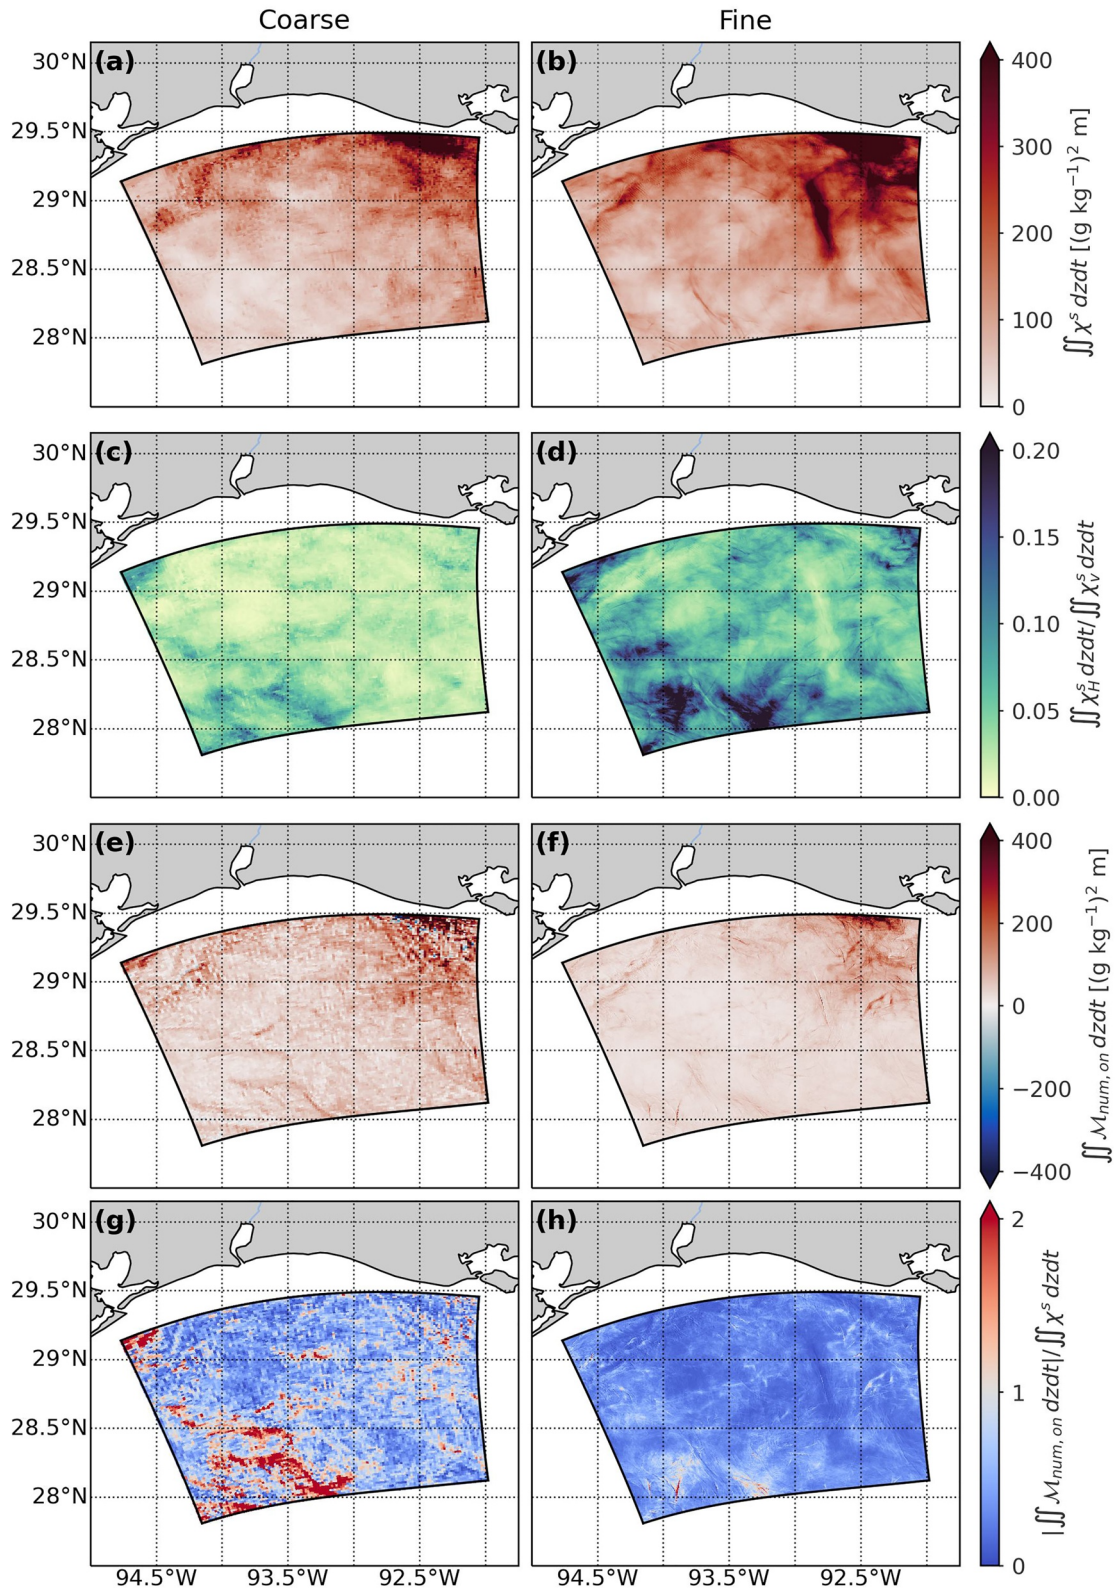 Coarse Fine
(a) (b)
30°N
29.5°N
29°N
28.5°N
28°N
400
300
200
100
0
∬χˢ dzdt [(g kg⁻¹)² m]
(c) (d)
30°N
29.5°N
29°N
28.5°N
28°N
0.20
0.15
0.10
0.05
0.00
∬χˢ_H dzdt/∬χˢ_v dzdt
(e) (f)
30°N
29.5°N
29°N
28.5°N
28°N
400
200
0
−200
−400
∬ℳ_num, on dzdt [(g kg⁻¹)² m]
(g) (h)
30°N
29.5°N
29°N
28.5°N
28°N
2
1
0
|∬ℳ_num, on dzdt|/∬χˢ dzdt
94.5°W 93.5°W 92.5°W 94.5°W 93.5°W 92.5°W